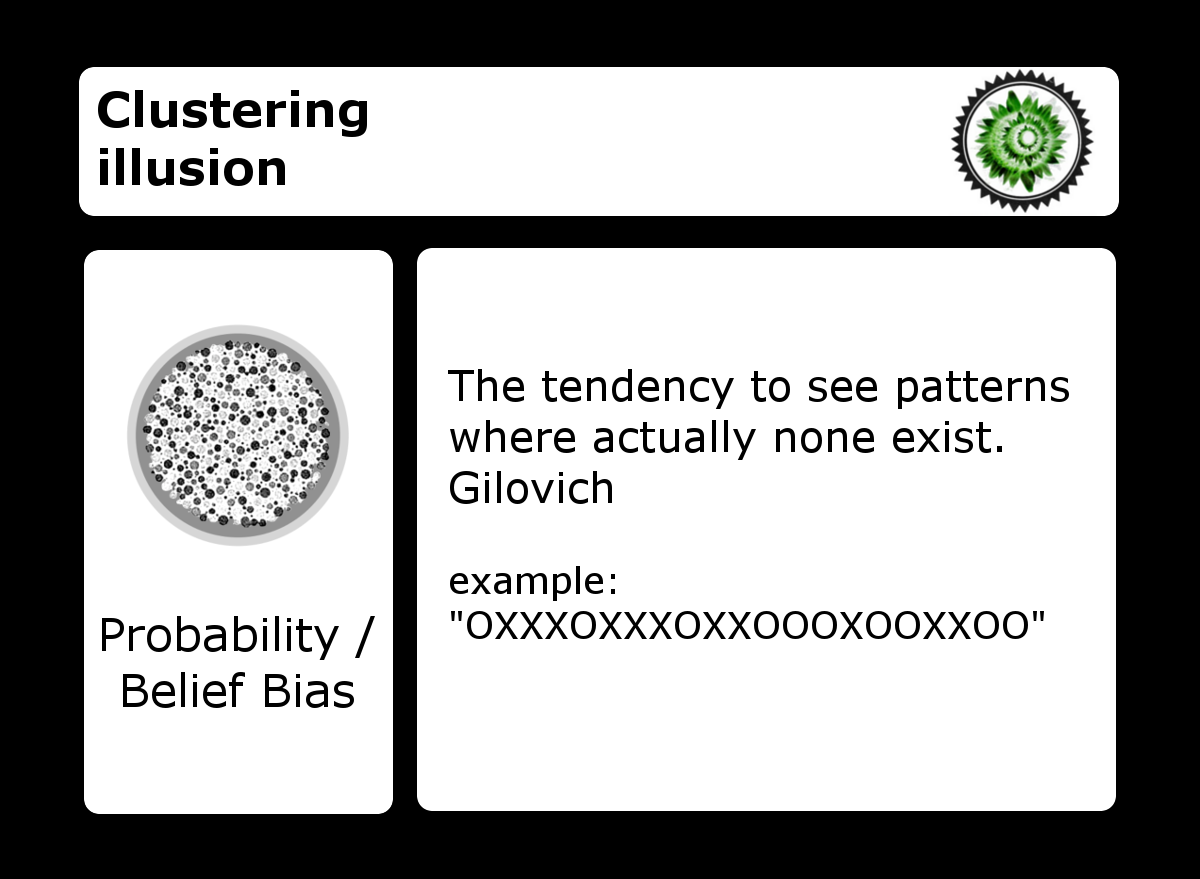 Clustering
illusion
Probability /
Belief Bias
The tendency to see patterns
where actually none exist.
Gilovich
example:
"OXXXOXXXOXXOOOXOOXXOO"